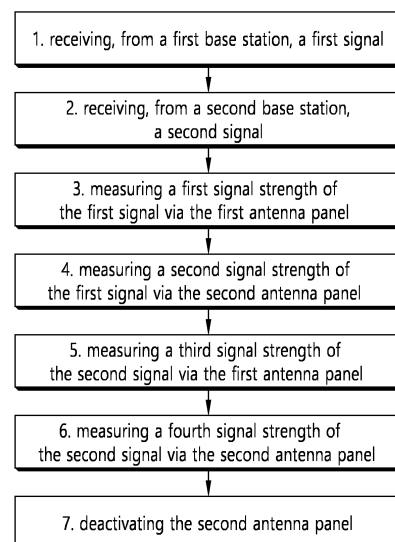 1. receiving, from a first base station, a first signal
2. receiving, from a second base station,
a second signal
3. measuring a first signal strength of
the first signal via the first antenna panel
4. measuring a second signal strength of
the first signal via the second antenna panel
5. measuring a third signal strength of
the second signal via the first antenna panel
6. measuring a fourth signal strength of
the second signal via the second antenna panel
7. deactivating the second antenna panel